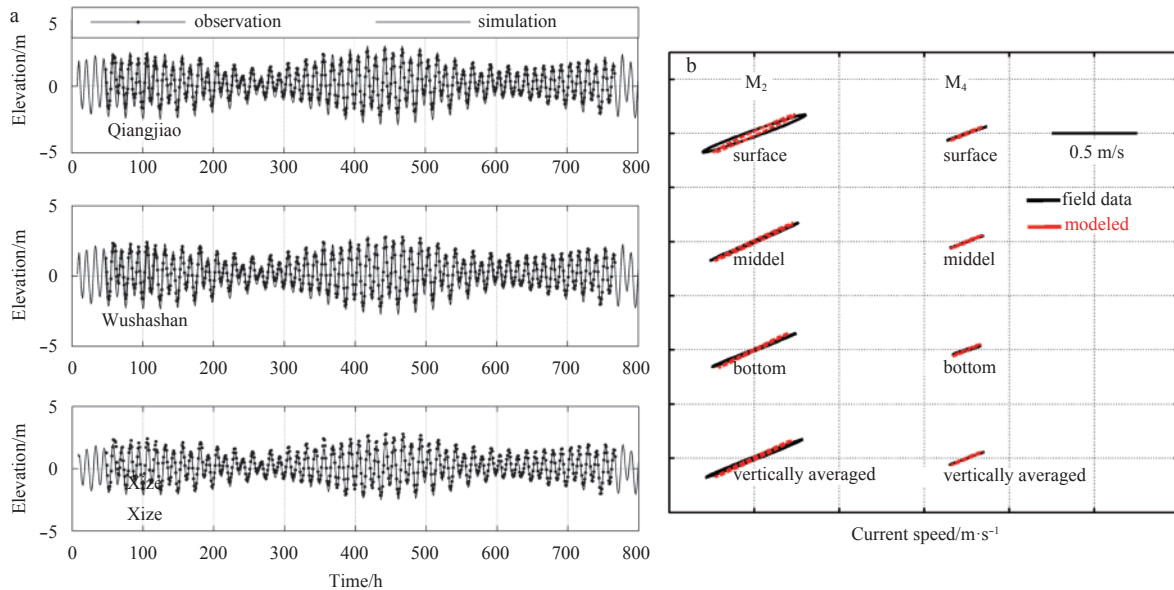 a
5
observation
simulation
Elevation/m
0
Qiangjiao
–5
0 100 200 300 400 500 600 700 800
5
Elevation/m
0
Wushashan
–5
0 100 200 300 400 500 600 700 800
5
Elevation/m
0
Xize
Xize
–5
0 100 200 300 400 500 600 700 800
Time/h
b
M₂ M₄
surface surface 0.5 m/s
field data
modeled
middel middel
bottom bottom
vertically averaged vertically averaged
Current speed/m·s⁻¹